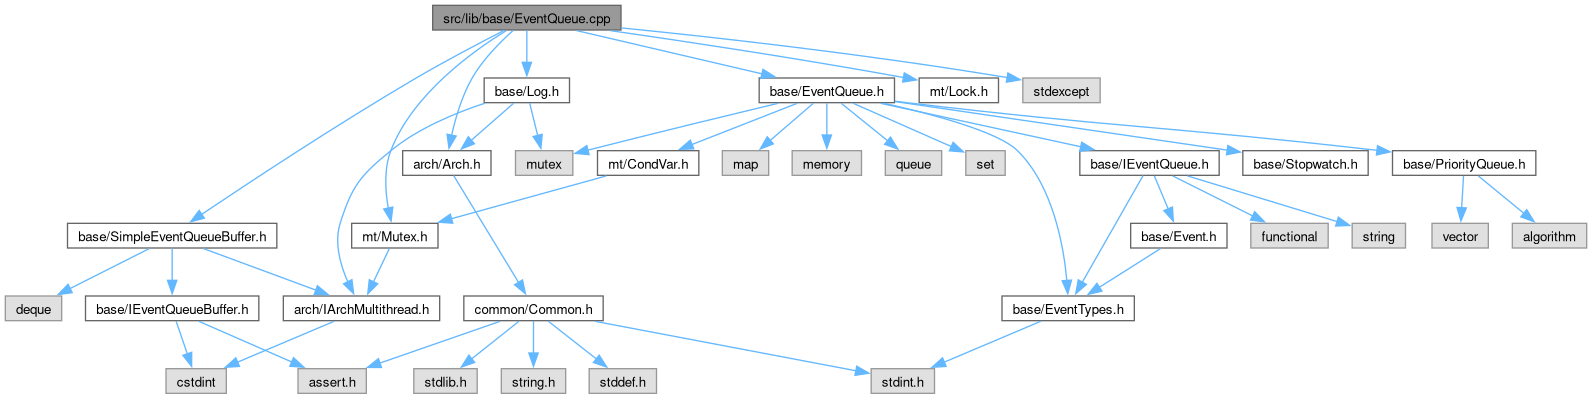 src/lib/base/EventQueue.cpp
base/Log.h
base/EventQueue.h
mt/Lock.h
stdexcept
arch/Arch.h
mutex
mt/CondVar.h
map
memory
queue
set
base/IEventQueue.h
base/Stopwatch.h
base/PriorityQueue.h
base/SimpleEventQueueBuffer.h
mt/Mutex.h
base/Event.h
functional
string
vector
algorithm
deque
base/IEventQueueBuffer.h
arch/IArchMultithread.h
common/Common.h
base/EventTypes.h
cstdint
assert.h
stdlib.h
string.h
stddef.h
stdint.h